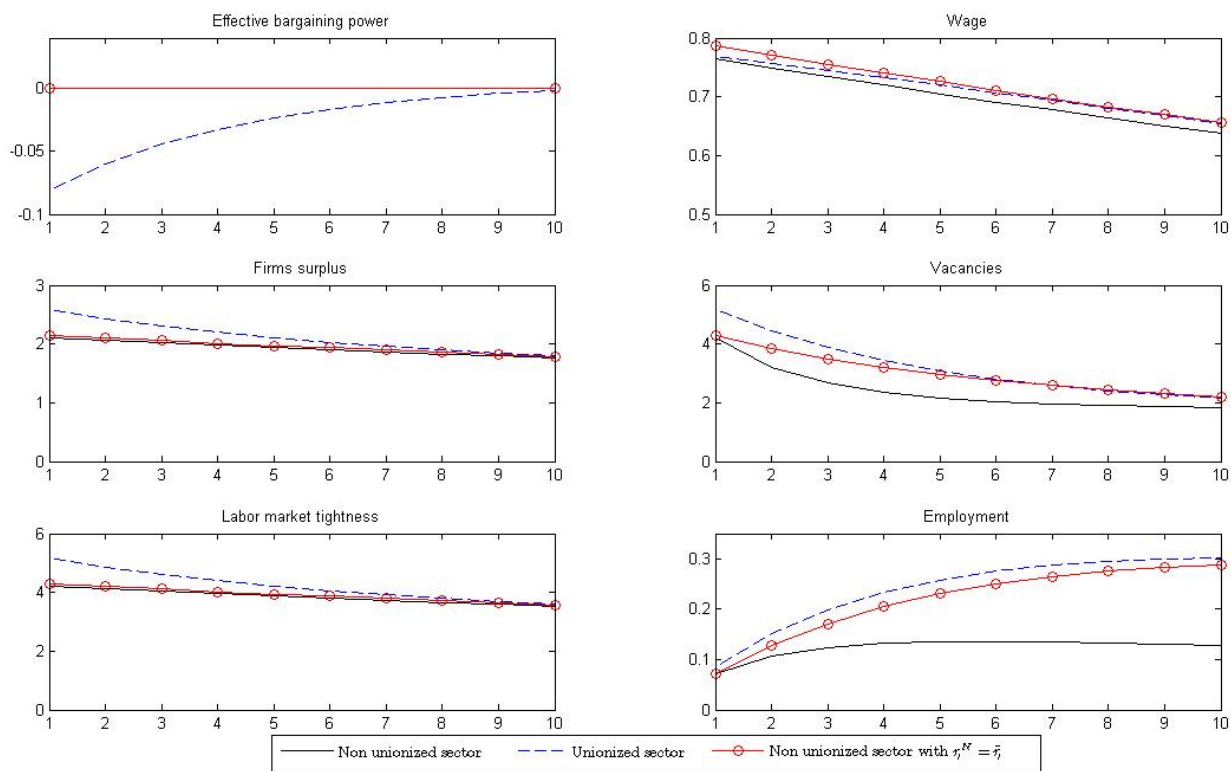 Effective bargaining power
0
-0.05
-0.1
1 2 3 4 5 6 7 8 9 10
Wage
0.8
0.7
0.6
0.5
1 2 3 4 5 6 7 8 9 10
Firms surplus
3
2
1
0
1 2 3 4 5 6 7 8 9 10
Vacancies
6
4
2
0
1 2 3 4 5 6 7 8 9 10
Labor market tightness
6
4
2
0
1 2 3 4 5 6 7 8 9 10
Employment
0.3
0.2
0.1
0
1 2 3 4 5 6 7 8 9 10
Non unionized sector Unionized sector Non unionized sector with